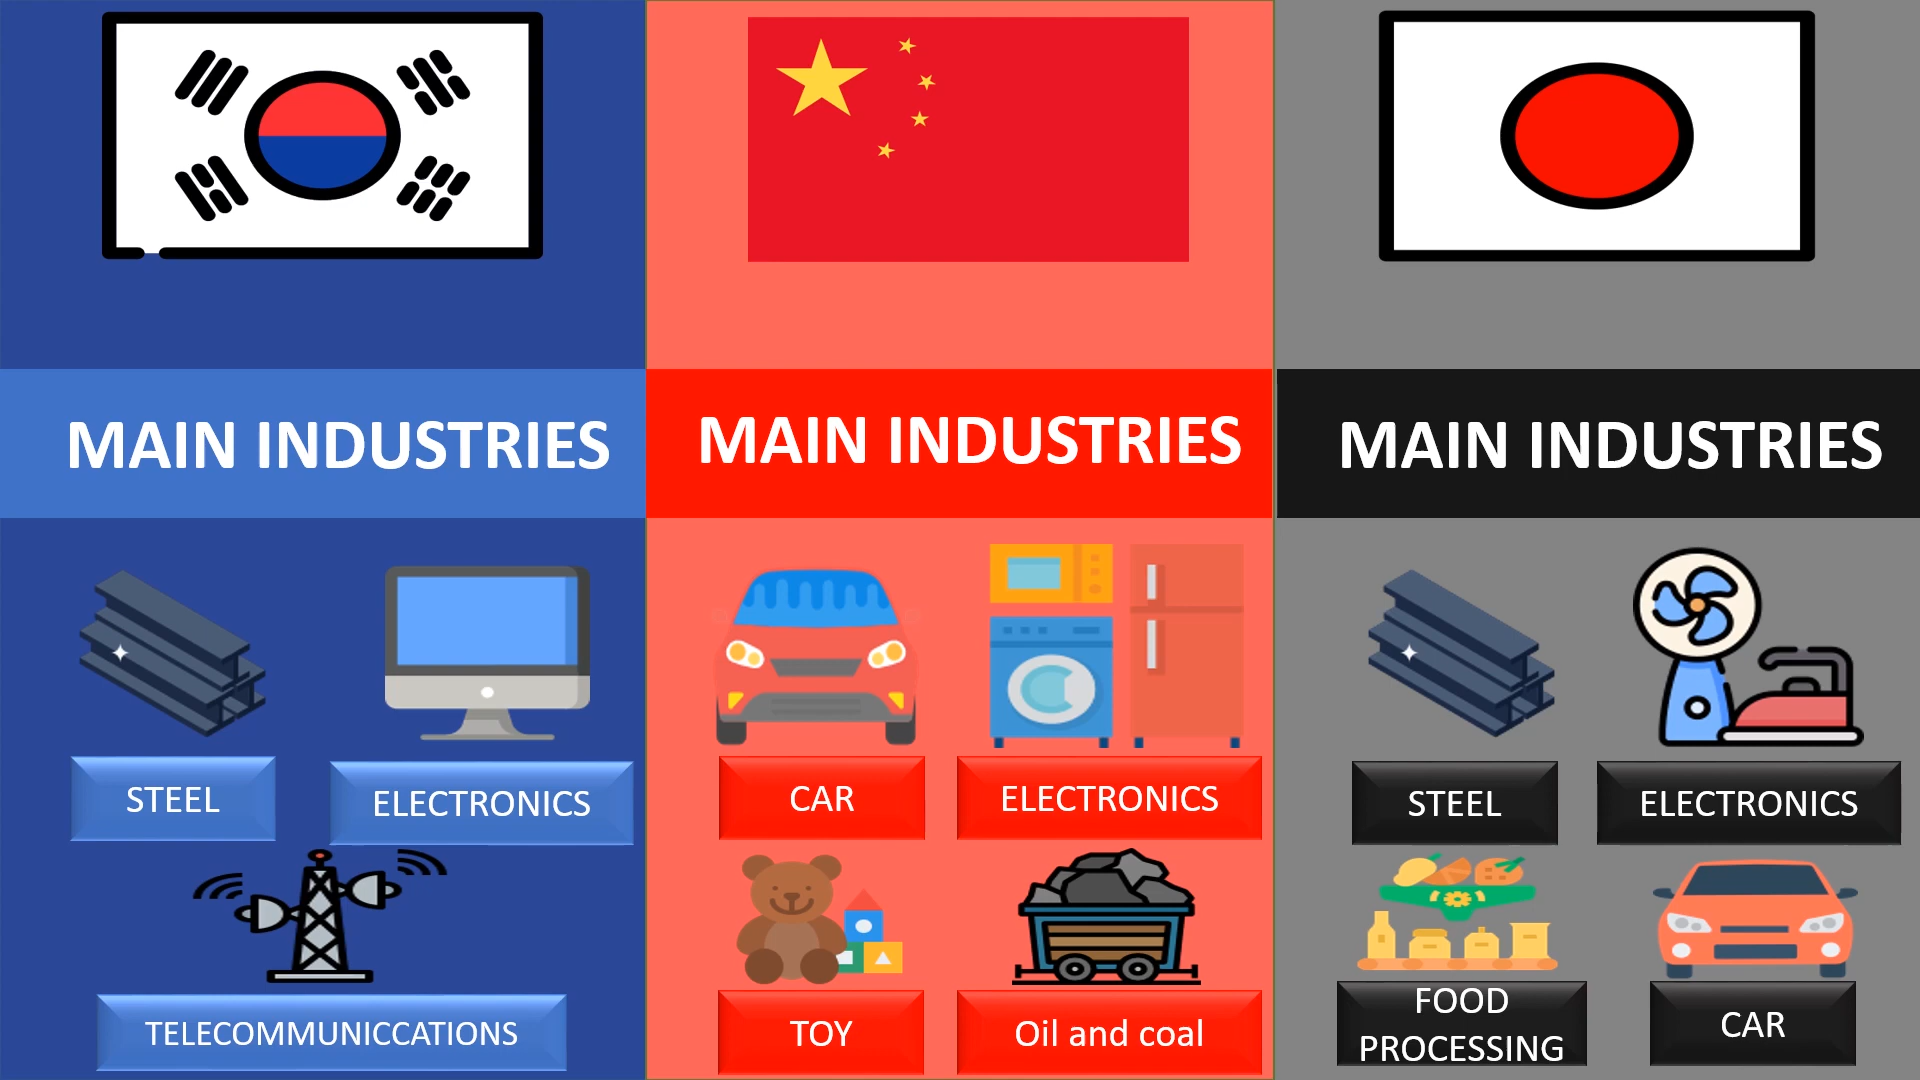 MAIN INDUSTRIES
STEEL
ELECTRONICS
TELECOMMUNICCATIONS
MAIN INDUSTRIES
CAR
ELECTRONICS
TOY
Oil and coal
MAIN INDUSTRIES
STEEL
ELECTRONICS
FOOD
PROCESSING
CAR